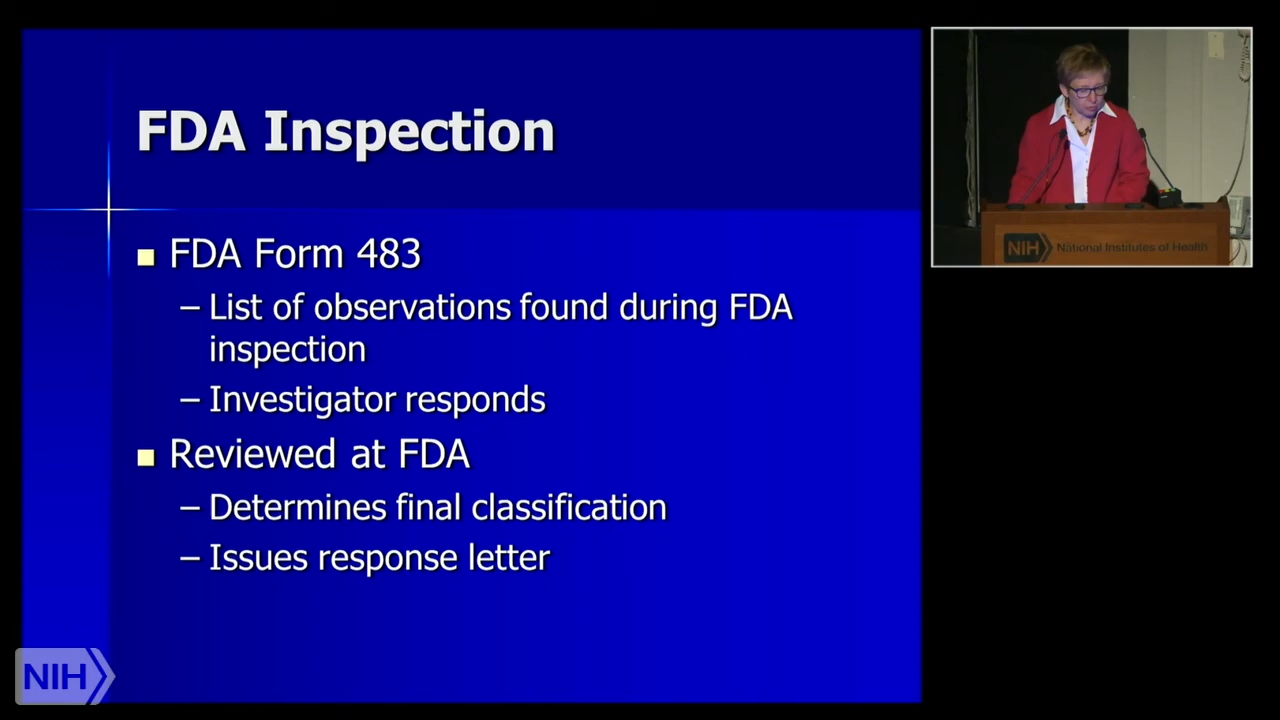 FDA Inspection
■ FDA Form 483
– List of observations found during FDA
inspection
– Investigator responds
■ Reviewed at FDA
– Determines final classification
– Issues response letter
NIH National Institutes of Health
NIH